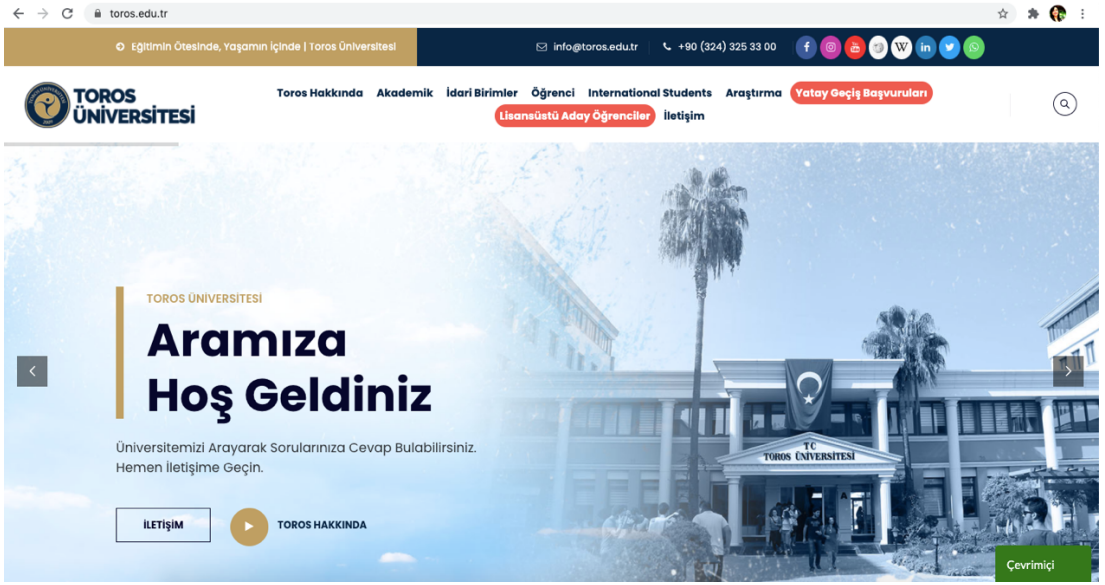 toros.edu.tr
Eğitimin Ötesinde, Yaşamın İçinde | Toros Üniversitesi
info@toros.edu.tr
+90 (324) 325 33 00
TOROS
ÜNİVERSİTESİ
Toros Hakkında Akademik İdari Birimler Öğrenci International Students Araştırma Yatay Geçiş Başvuruları
Lisansüstü Aday Öğrenciler İletişim
TOROS ÜNİVERSİTESİ
Aramıza
Hoş Geldiniz
Üniversitemizi Arayarak Sorularınıza Cevap Bulabilirsiniz.
Hemen İletişime Geçin.
İLETİŞİM
TOROS HAKKINDA
TC
TOROS ÜNİVERSİTESİ
A
Çevrimiçi